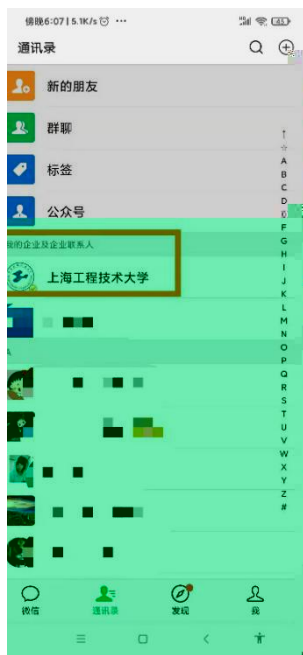 傍晚6:07 | 5.1K/s
通讯录
新的朋友
群聊
标签
公众号
我的企业及企业联系人
上海工程技术大学
↑
☆
A
B
C
D
E
F
G
H
I
J
K
L
M
N
O
P
Q
R
S
T
U
V
W
X
Y
Z
#
微信
通讯录
发现
我